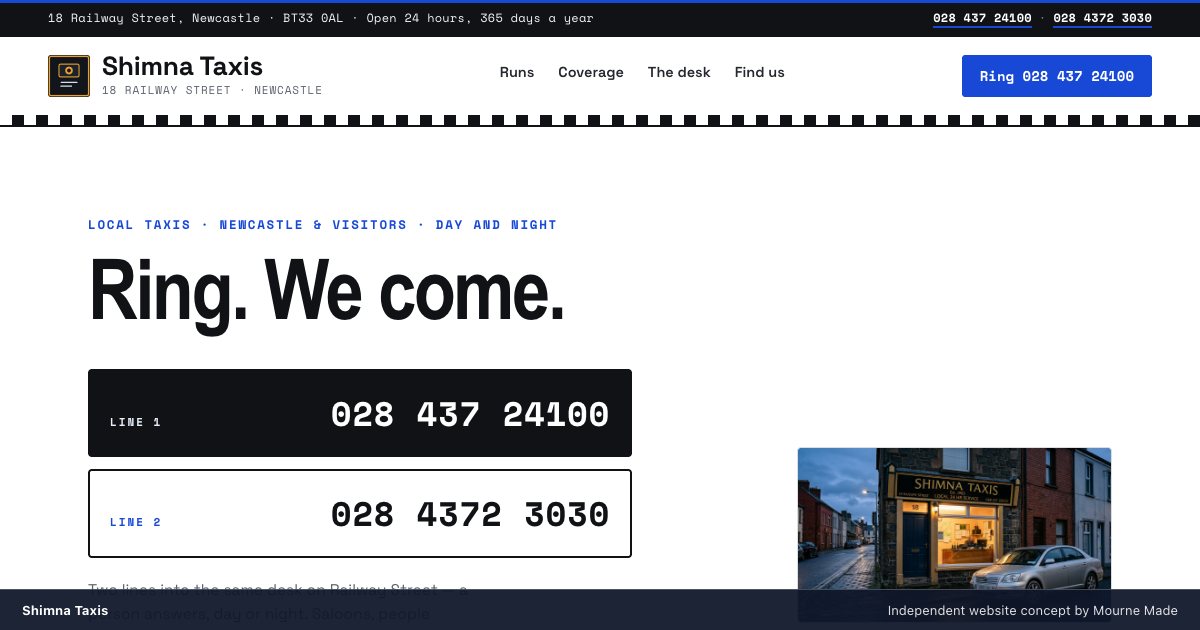 18 Railway Street, Newcastle · BT33 0AL · Open 24 hours, 365 days a year
028 437 24100 · 028 4372 3030
Shimna Taxis
18 RAILWAY STREET · NEWCASTLE
Runs
Coverage
The desk
Find us
Ring 028 437 24100
LOCAL TAXIS · NEWCASTLE & VISITORS · DAY AND NIGHT
Ring. We come.
LINE 1
028 437 24100
LINE 2
028 4372 3030
SHIMNA TAXIS
LOCAL TAXI SERVICE
18
Two lines into the same desk on Railway Street — a
person answers, day or night. Saloons, people
Shimna Taxis
Independent website concept by Mourne Made